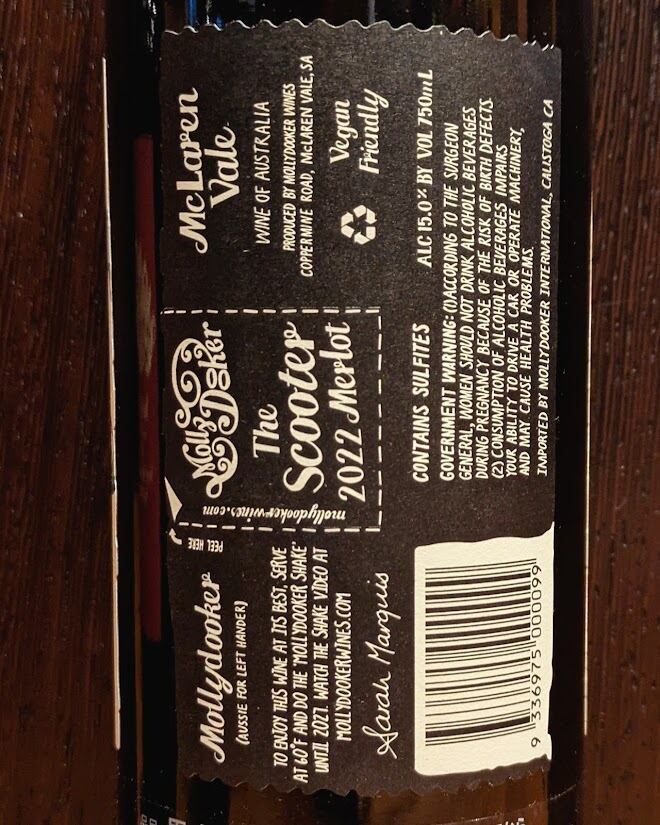 Mollydooker
(AUSSIE FOR LEFT HANDER)
TO ENJOY THIS WINE AT ITS BEST, SERVE
AT 60°F AND DO THE 'MOLLYDOOKER SHAKE'
UNTIL 2027. WATCH THE SHAKE VIDEO AT
MOLLYDOOKERWINES.COM
Sarah Marquis
PEEL HERE
mollydookerwines.com
Molly Dooker
The
Scooter
2022 Merlot
McLaren
Vale
WINE OF AUSTRALIA
PRODUCED BY MOLLYDOOKER WINES
COPPERMINE ROAD, McLAREN VALE, SA
Vegan
Friendly
9 336975 000099
CONTAINS SULFITES ALC 15.0% BY VOL 750mL
GOVERNMENT WARNING: (1) ACCORDING TO THE SURGEON
GENERAL, WOMEN SHOULD NOT DRINK ALCOHOLIC BEVERAGES
DURING PREGNANCY BECAUSE OF THE RISK OF BIRTH DEFECTS
(2) CONSUMPTION OF ALCOHOLIC BEVERAGES IMPAIRS
YOUR ABILITY TO DRIVE A CAR OR OPERATE MACHINERY,
AND MAY CAUSE HEALTH PROBLEMS
IMPORTED BY MOLLYDOOKER INTERNATIONAL, CALISTOGA CA